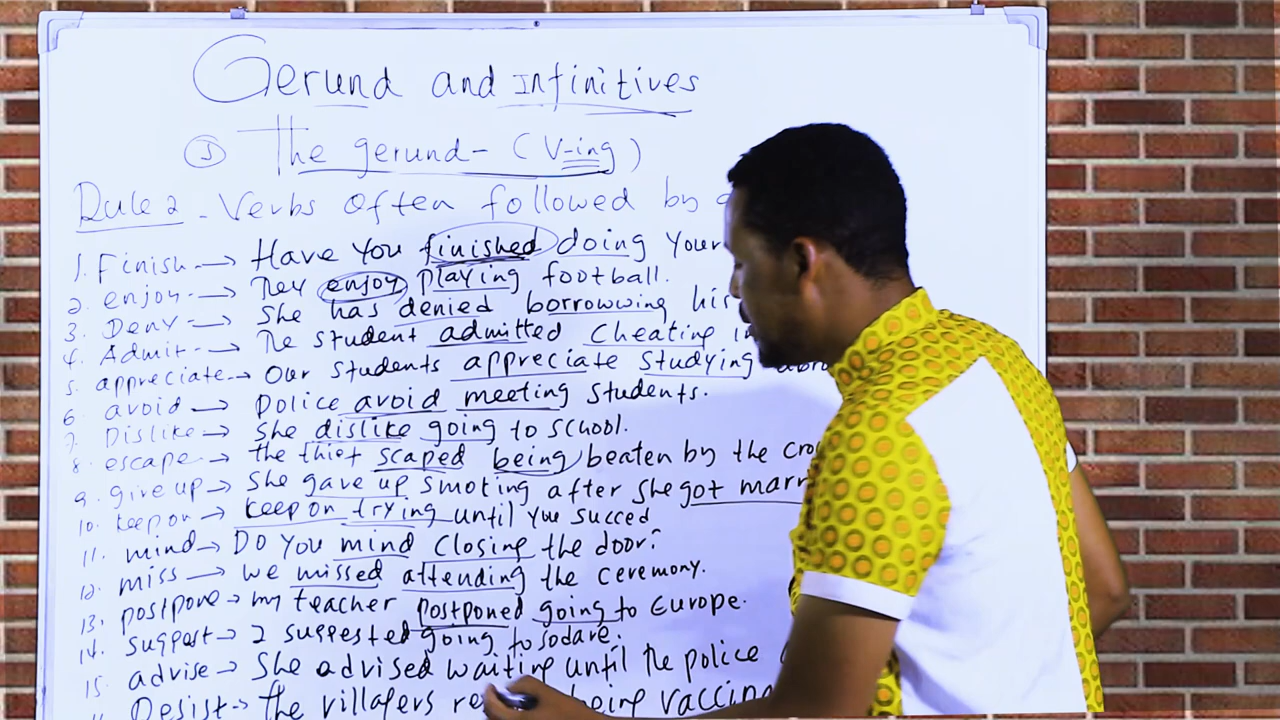 Gerund and Infinitives
① The gerund- (V-ing)
Rule 2 - Verbs Often followed by
1. Finish → Have You finished doing Your
2. enjoy → They enjoy playing football.
3. Deny → She has denied borrowwing his
4. Admit → The student admitted Cheating in
5. appreciate → Our Students appreciate Studying abro
6. avoid → Police avoid meeting Students.
7. Dislike → She dislike going to School.
8. escape → the thief scaped being beaten by the cro
9. give up → She gave up Smoking after She got marr
10. keep on → keep on trying until You Succed
11. mind → Do You mind Closing the door?
12. miss → We missed attending the ceremony.
13. postpone → my teacher postponed going to Europe.
14. suggest → I suggested going to sodare.
15. advise → She advised waiting until the police
the villagers re being vaccina